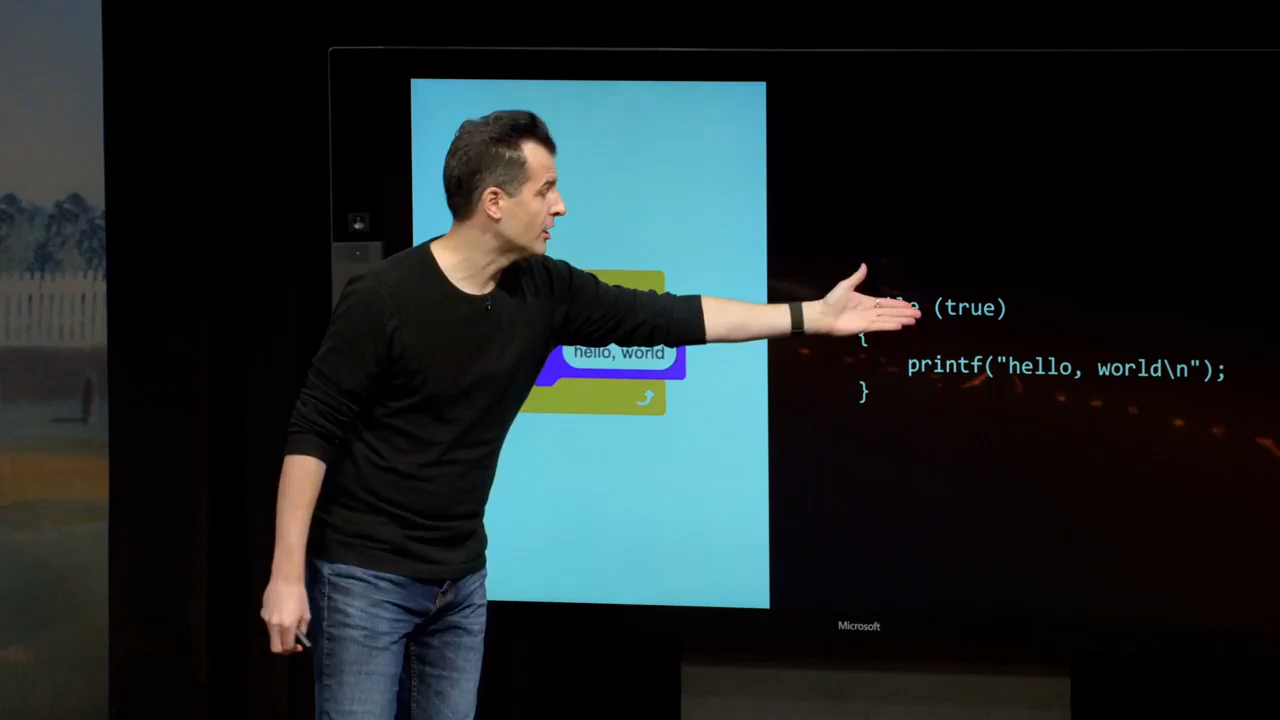 hello, world
(true)
{
printf("hello, world\n");
}
Microsoft